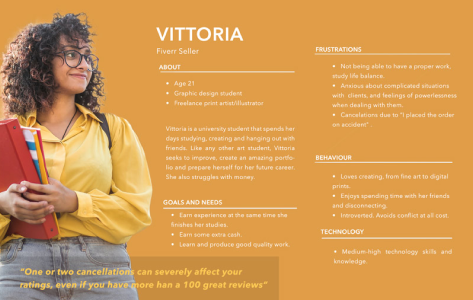 VITTORIA
Fiverr Seller
ABOUT
• Age 21
• Graphic design student
• Freelance print artist/illustrator
Vittoria is a university student that spends her
days studying, creating and hanging out with
friends. Like any other art student, Vittoria
seeks to improve, create an amazing portfo-
lio and prepare herself for her future career.
She also struggles with money.
GOALS AND NEEDS
• Earn experience at the same time she
finishes her studies.
• Earn some extra cash.
• Learn and produce good quality work.
FRUSTRATIONS
• Not being able to have a proper work,
study life balance.
• Anxious about complicated situations
with clients, and feelings of powerlessness
when dealing with them.
• Cancelations due to "I placed the order
on accident" .
BEHAVIOUR
• Loves creating, from fine art to digital
prints.
• Enjoys spending time with her friends
and disconnecting.
• Introverted. Avoids conflict at all cost.
TECHNOLOGY
• Medium-high technology skills and
knowledge.
"One or two cancellations can severely affect your
ratings, even if you have more han a 100 great reviews"